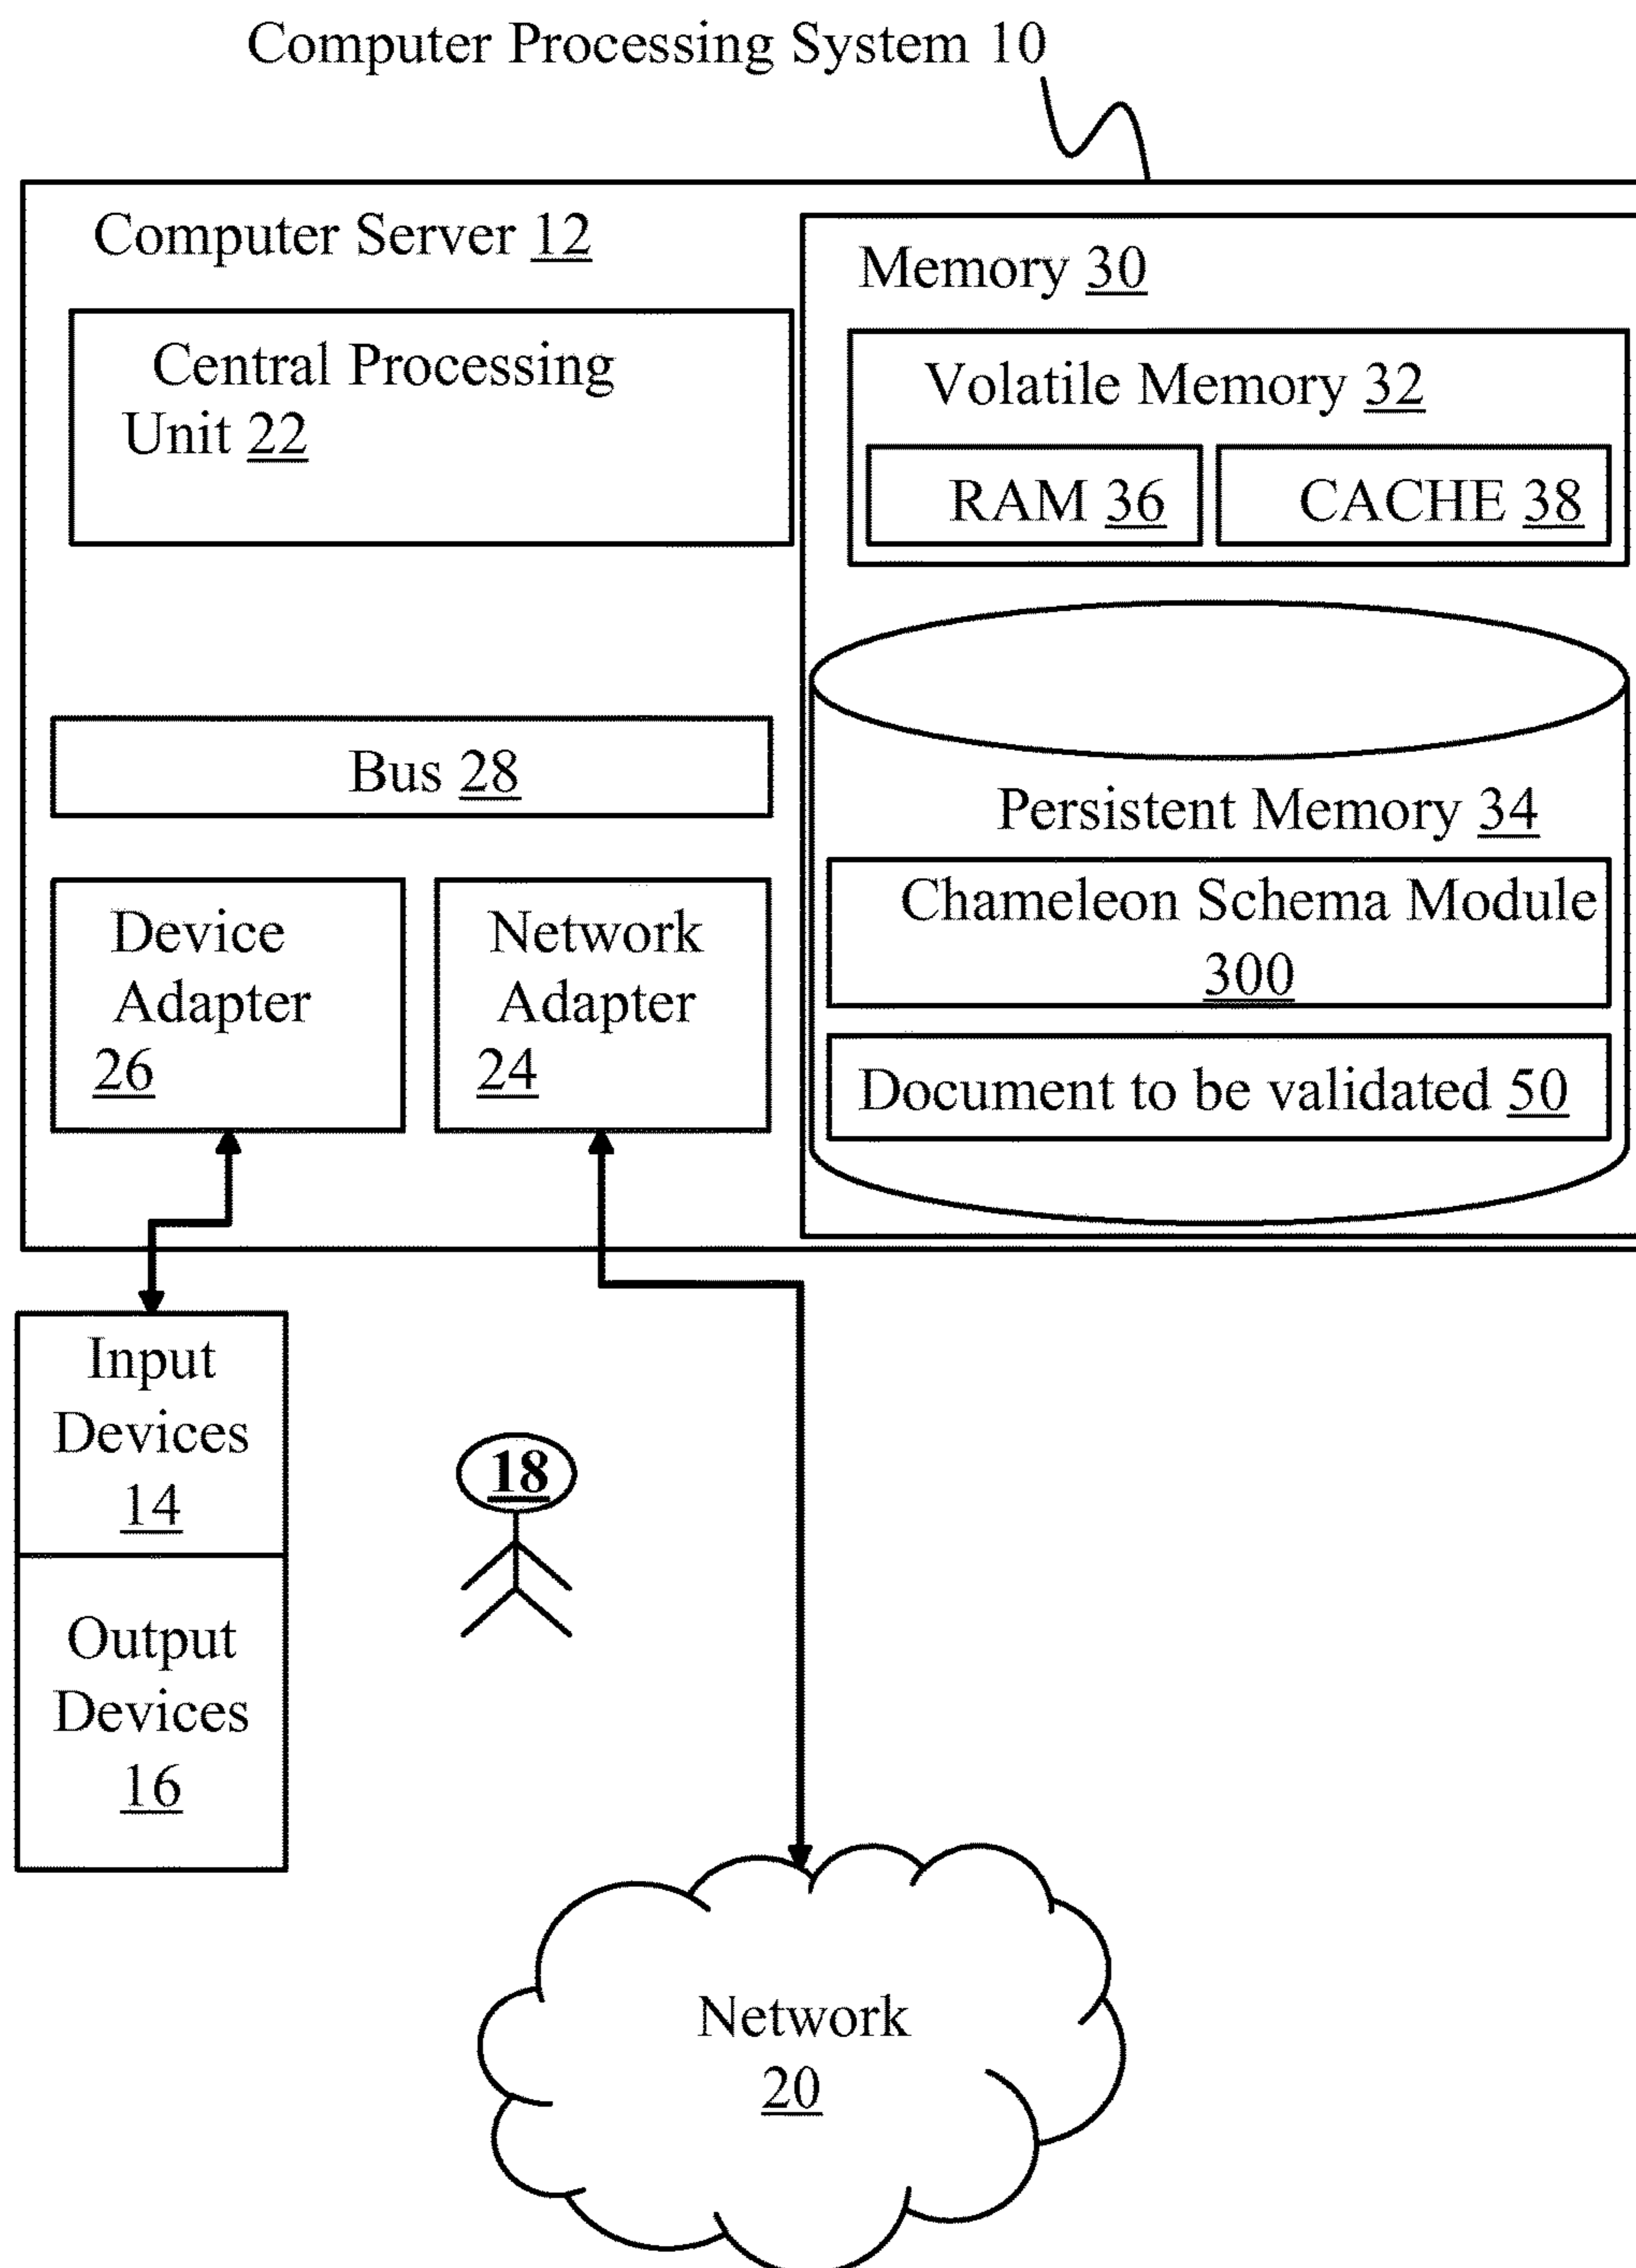 Computer Processing System 10
Computer Server 12
Central Processing
Unit 22
Bus 28
Device
Adapter
26
Network
Adapter
24
Memory 30
Volatile Memory 32
RAM 36
CACHE 38
Persistent Memory 34
Chameleon Schema Module
300
Document to be validated 50
Input
Devices
14
Output
Devices
16
18
Network
20